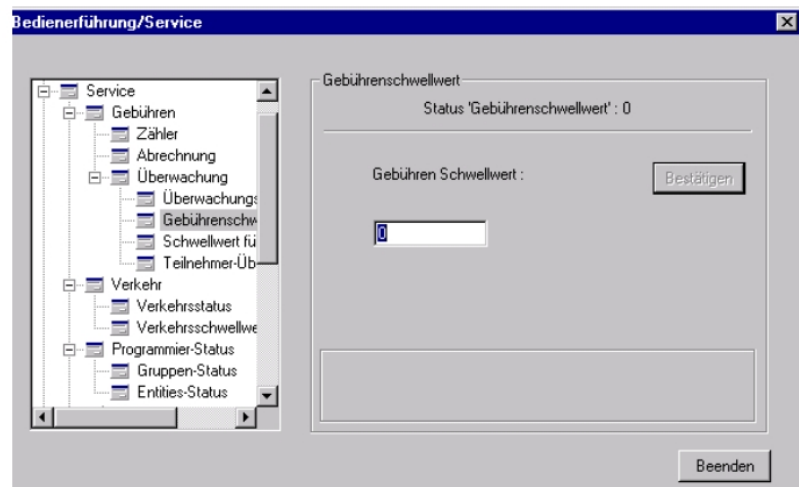 Bedienerführung/Service
Service
Gebühren
Zähler
Abrechnung
Überwachung
Überwachungs
Gebührenschw
Schwellwert fü
Teilnehmer-Üb
Verkehr
Verkehrsstatus
Verkehrsschwellwe
Programmier-Status
Gruppen-Status
Entities-Status
Gebührenschwellwert
Status 'Gebührenschwellwert' : 0
Gebühren Schwellwert :
Bestätigen
0
Beenden